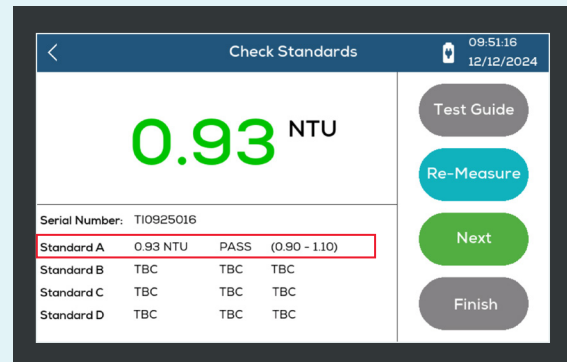 Check Standards
09:51:16
12/12/2024
0.93 NTU
Serial Number: TI0925016
Standard A 0.93 NTU PASS (0.90 - 1.10)
Standard B TBC TBC TBC
Standard C TBC TBC TBC
Standard D TBC TBC TBC
Test Guide
Re-Measure
Next
Finish